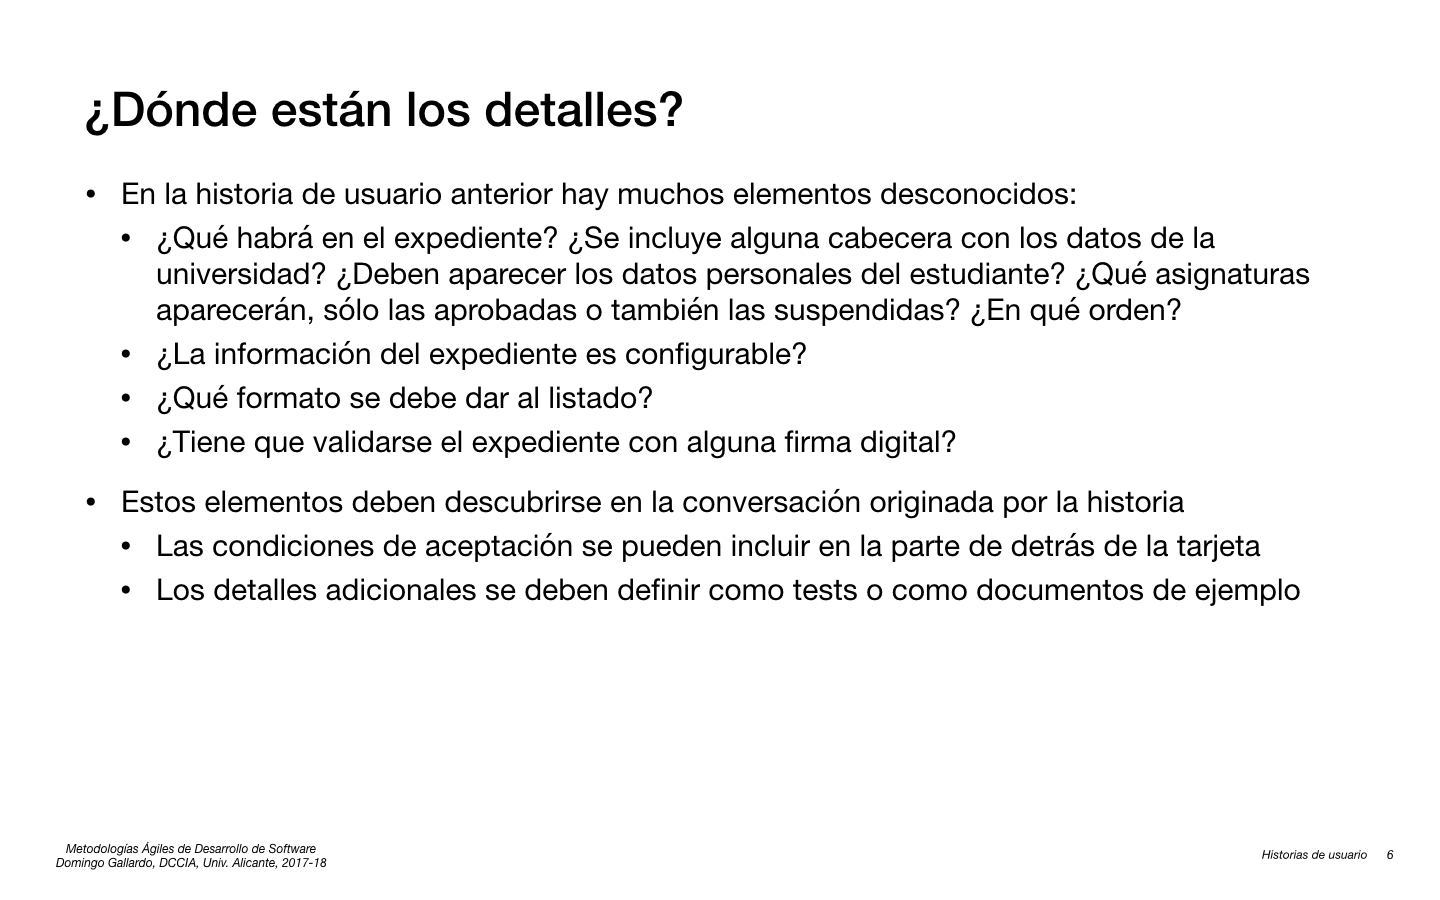 ¿Dónde están los detalles?
• En la historia de usuario anterior hay muchos elementos desconocidos:
• ¿Qué habrá en el expediente? ¿Se incluye alguna cabecera con los datos de la
universidad? ¿Deben aparecer los datos personales del estudiante? ¿Qué asignaturas
aparecerán, sólo las aprobadas o también las suspendidas? ¿En qué orden?
• ¿La información del expediente es configurable?
• ¿Qué formato se debe dar al listado?
• ¿Tiene que validarse el expediente con alguna firma digital?
• Estos elementos deben descubrirse en la conversación originada por la historia
• Las condiciones de aceptación se pueden incluir en la parte de detrás de la tarjeta
• Los detalles adicionales se deben definir como tests o como documentos de ejemplo
Metodologías Ágiles de Desarrollo de Software
Domingo Gallardo, DCCIA, Univ. Alicante, 2017-18
Historias de usuario 6